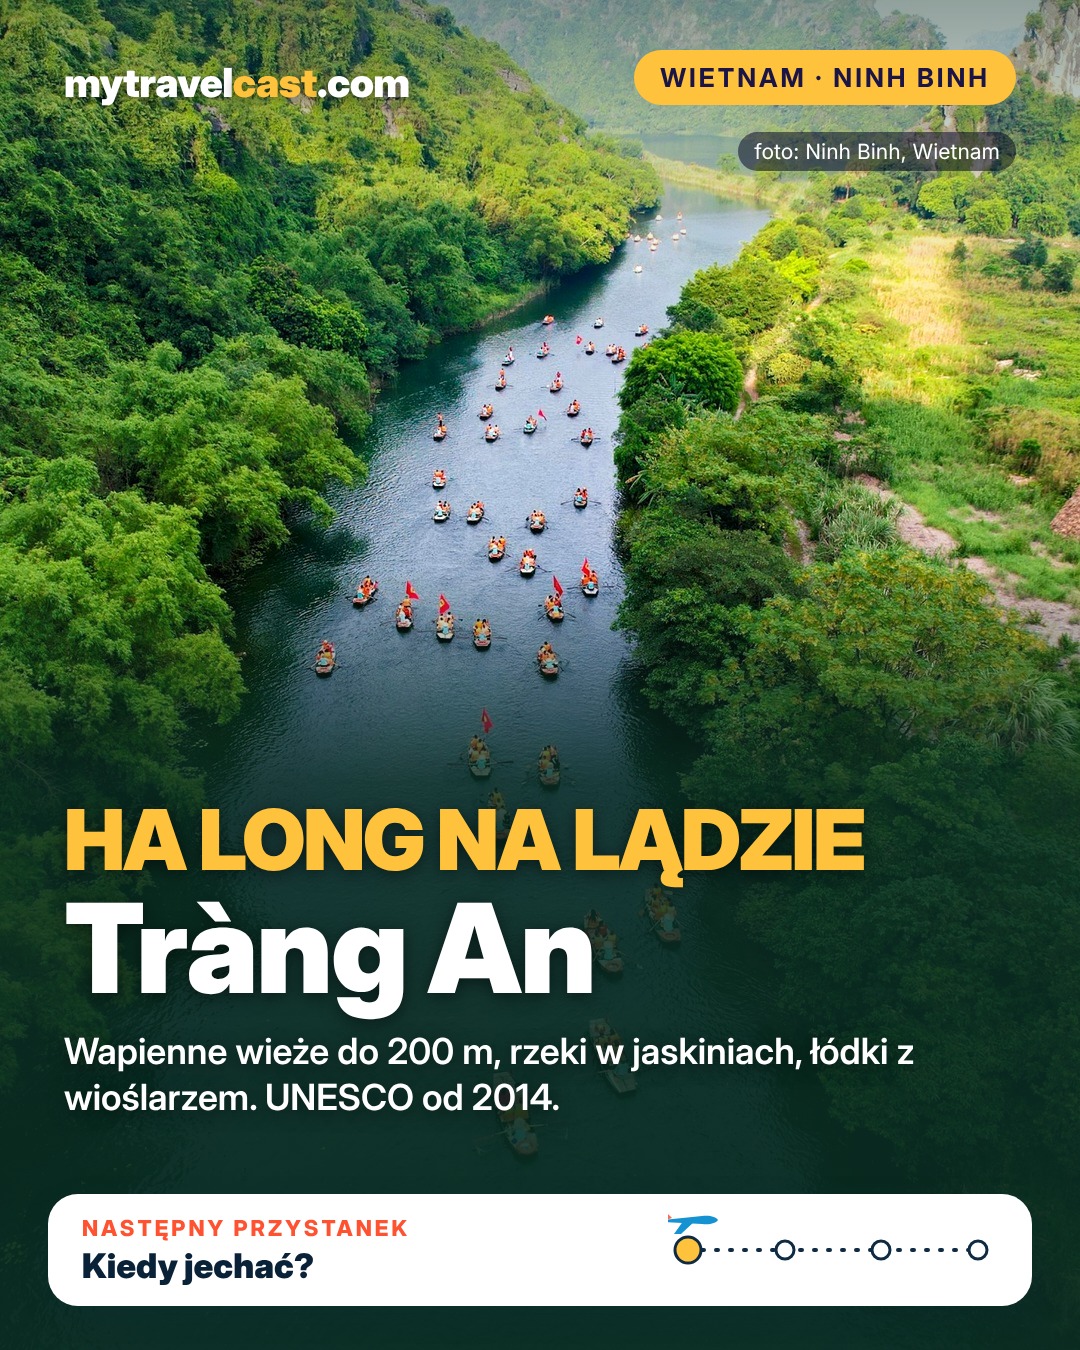 mytravelcast.com
WIETNAM · NINH BINH
foto: Ninh Binh, Wietnam
HA LONG NA LĄDZIE
Tràng An
Wapienne wieże do 200 m, rzeki w jaskiniach, łódki z
wioślarzem. UNESCO od 2014.
NASTĘPNY PRZYSTANEK
Kiedy jechać?